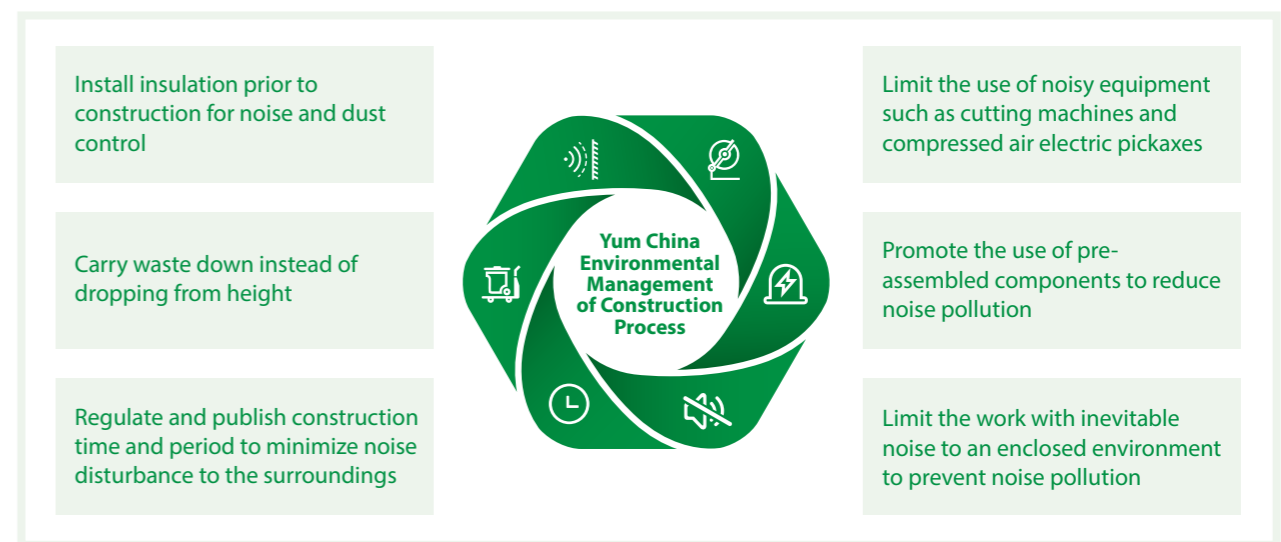 Install insulation prior to
construction for noise and dust
control
Carry waste down instead of
dropping from height
Regulate and publish construction
time and period to minimize noise
disturbance to the surroundings
Yum China
Environmental
Management
of Construction
Process
Limit the use of noisy equipment
such as cutting machines and
compressed air electric pickaxes
Promote the use of pre-
assembled components to reduce
noise pollution
Limit the work with inevitable
noise to an enclosed environment
to prevent noise pollution